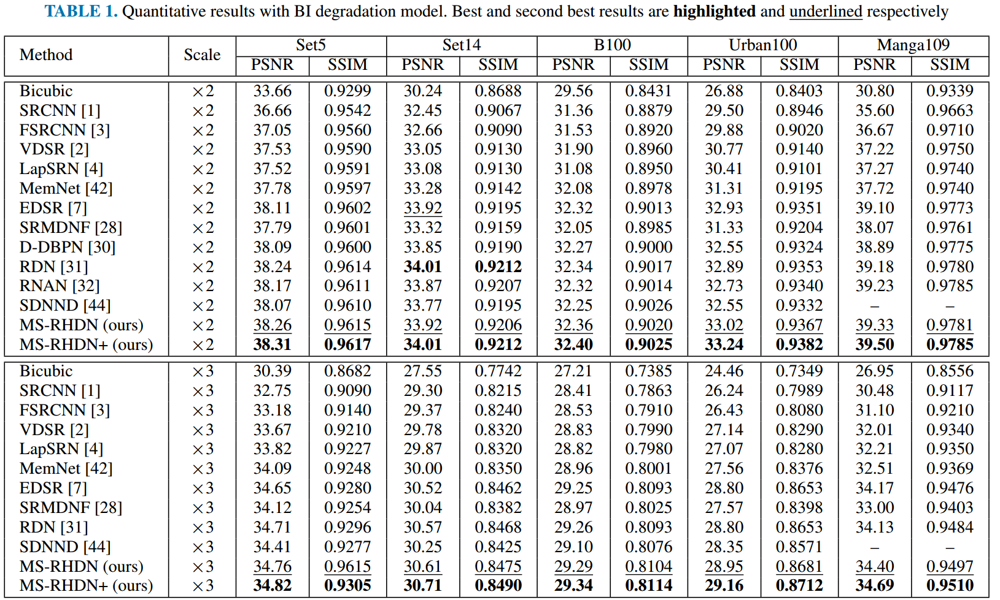 TABLE 1. Quantitative results with BI degradation model. Best and second best results are highlighted and underlined respectively
Method Scale Set5 Set14 B100 Urban100 Manga109
PSNR SSIM PSNR SSIM PSNR SSIM PSNR SSIM PSNR SSIM
Bicubic ×2 33.66 0.9299 30.24 0.8688 29.56 0.8431 26.88 0.8403 30.80 0.9339
SRCNN [1] ×2 36.66 0.9542 32.45 0.9067 31.36 0.8879 29.50 0.8946 35.60 0.9663
FSRCNN [3] ×2 37.05 0.9560 32.66 0.9090 31.53 0.8920 29.88 0.9020 36.67 0.9710
VDSR [2] ×2 37.53 0.9590 33.05 0.9130 31.90 0.8960 30.77 0.9140 37.22 0.9750
LapSRN [4] ×2 37.52 0.9591 33.08 0.9130 31.08 0.8950 30.41 0.9101 37.27 0.9740
MemNet [42] ×2 37.78 0.9597 33.28 0.9142 32.08 0.8978 31.31 0.9195 37.72 0.9740
EDSR [7] ×2 38.11 0.9602 33.92 0.9195 32.32 0.9013 32.93 0.9351 39.10 0.9773
SRMDNF [28] ×2 37.79 0.9601 33.32 0.9159 32.05 0.8985 31.33 0.9204 38.07 0.9761
D-DBPN [30] ×2 38.09 0.9600 33.85 0.9190 32.27 0.9000 32.55 0.9324 38.89 0.9775
RDN [31] ×2 38.24 0.9614 34.01 0.9212 32.34 0.9017 32.89 0.9353 39.18 0.9780
RNAN [32] ×2 38.17 0.9611 33.87 0.9207 32.32 0.9014 32.73 0.9340 39.23 0.9785
SDNND [44] ×2 38.07 0.9610 33.77 0.9195 32.25 0.9026 32.55 0.9332 – –
MS-RHDN (ours) ×2 38.26 0.9615 33.92 0.9206 32.36 0.9020 33.02 0.9367 39.33 0.9781
MS-RHDN+ (ours) ×2 38.31 0.9617 34.01 0.9212 32.40 0.9025 33.24 0.9382 39.50 0.9785
Bicubic ×3 30.39 0.8682 27.55 0.7742 27.21 0.7385 24.46 0.7349 26.95 0.8556
SRCNN [1] ×3 32.75 0.9090 29.30 0.8215 28.41 0.7863 26.24 0.7989 30.48 0.9117
FSRCNN [3] ×3 33.18 0.9140 29.37 0.8240 28.53 0.7910 26.43 0.8080 31.10 0.9210
VDSR [2] ×3 33.67 0.9210 29.78 0.8320 28.83 0.7990 27.14 0.8290 32.01 0.9340
LapSRN [4] ×3 33.82 0.9227 29.87 0.8320 28.82 0.7980 27.07 0.8280 32.21 0.9350
MemNet [42] ×3 34.09 0.9248 30.00 0.8350 28.96 0.8001 27.56 0.8376 32.51 0.9369
EDSR [7] ×3 34.65 0.9280 30.52 0.8462 29.25 0.8093 28.80 0.8653 34.17 0.9476
SRMDNF [28] ×3 34.12 0.9254 30.04 0.8382 28.97 0.8025 27.57 0.8398 33.00 0.9403
RDN [31] ×3 34.71 0.9296 30.57 0.8468 29.26 0.8093 28.80 0.8653 34.13 0.9484
SDNND [44] ×3 34.41 0.9277 30.25 0.8425 29.10 0.8076 28.35 0.8571 – –
MS-RHDN (ours) ×3 34.76 0.9615 30.61 0.8475 29.29 0.8104 28.95 0.8681 34.40 0.9497
MS-RHDN+ (ours) ×3 34.82 0.9305 30.71 0.8490 29.34 0.8114 29.16 0.8712 34.69 0.9510